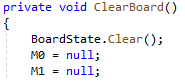 private void ClearBoard()
{
    BoardState.Clear();
    M0 = null;
    M1 = null;